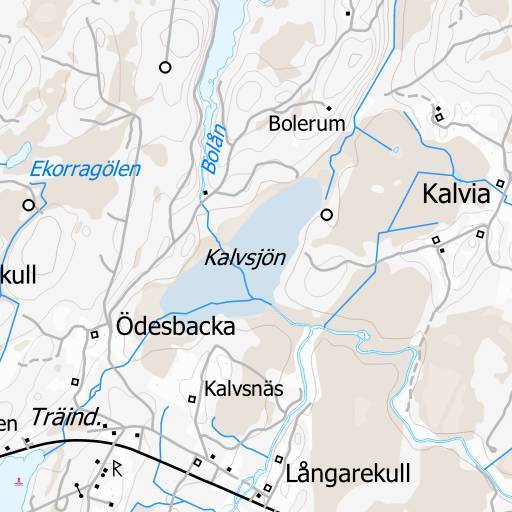 Bolerum
Bolån
Ekorragölen
Kalvia
Kalvsjön
kull
Ödesbacka
Kalvsnäs
Träind.
en
Långarekull